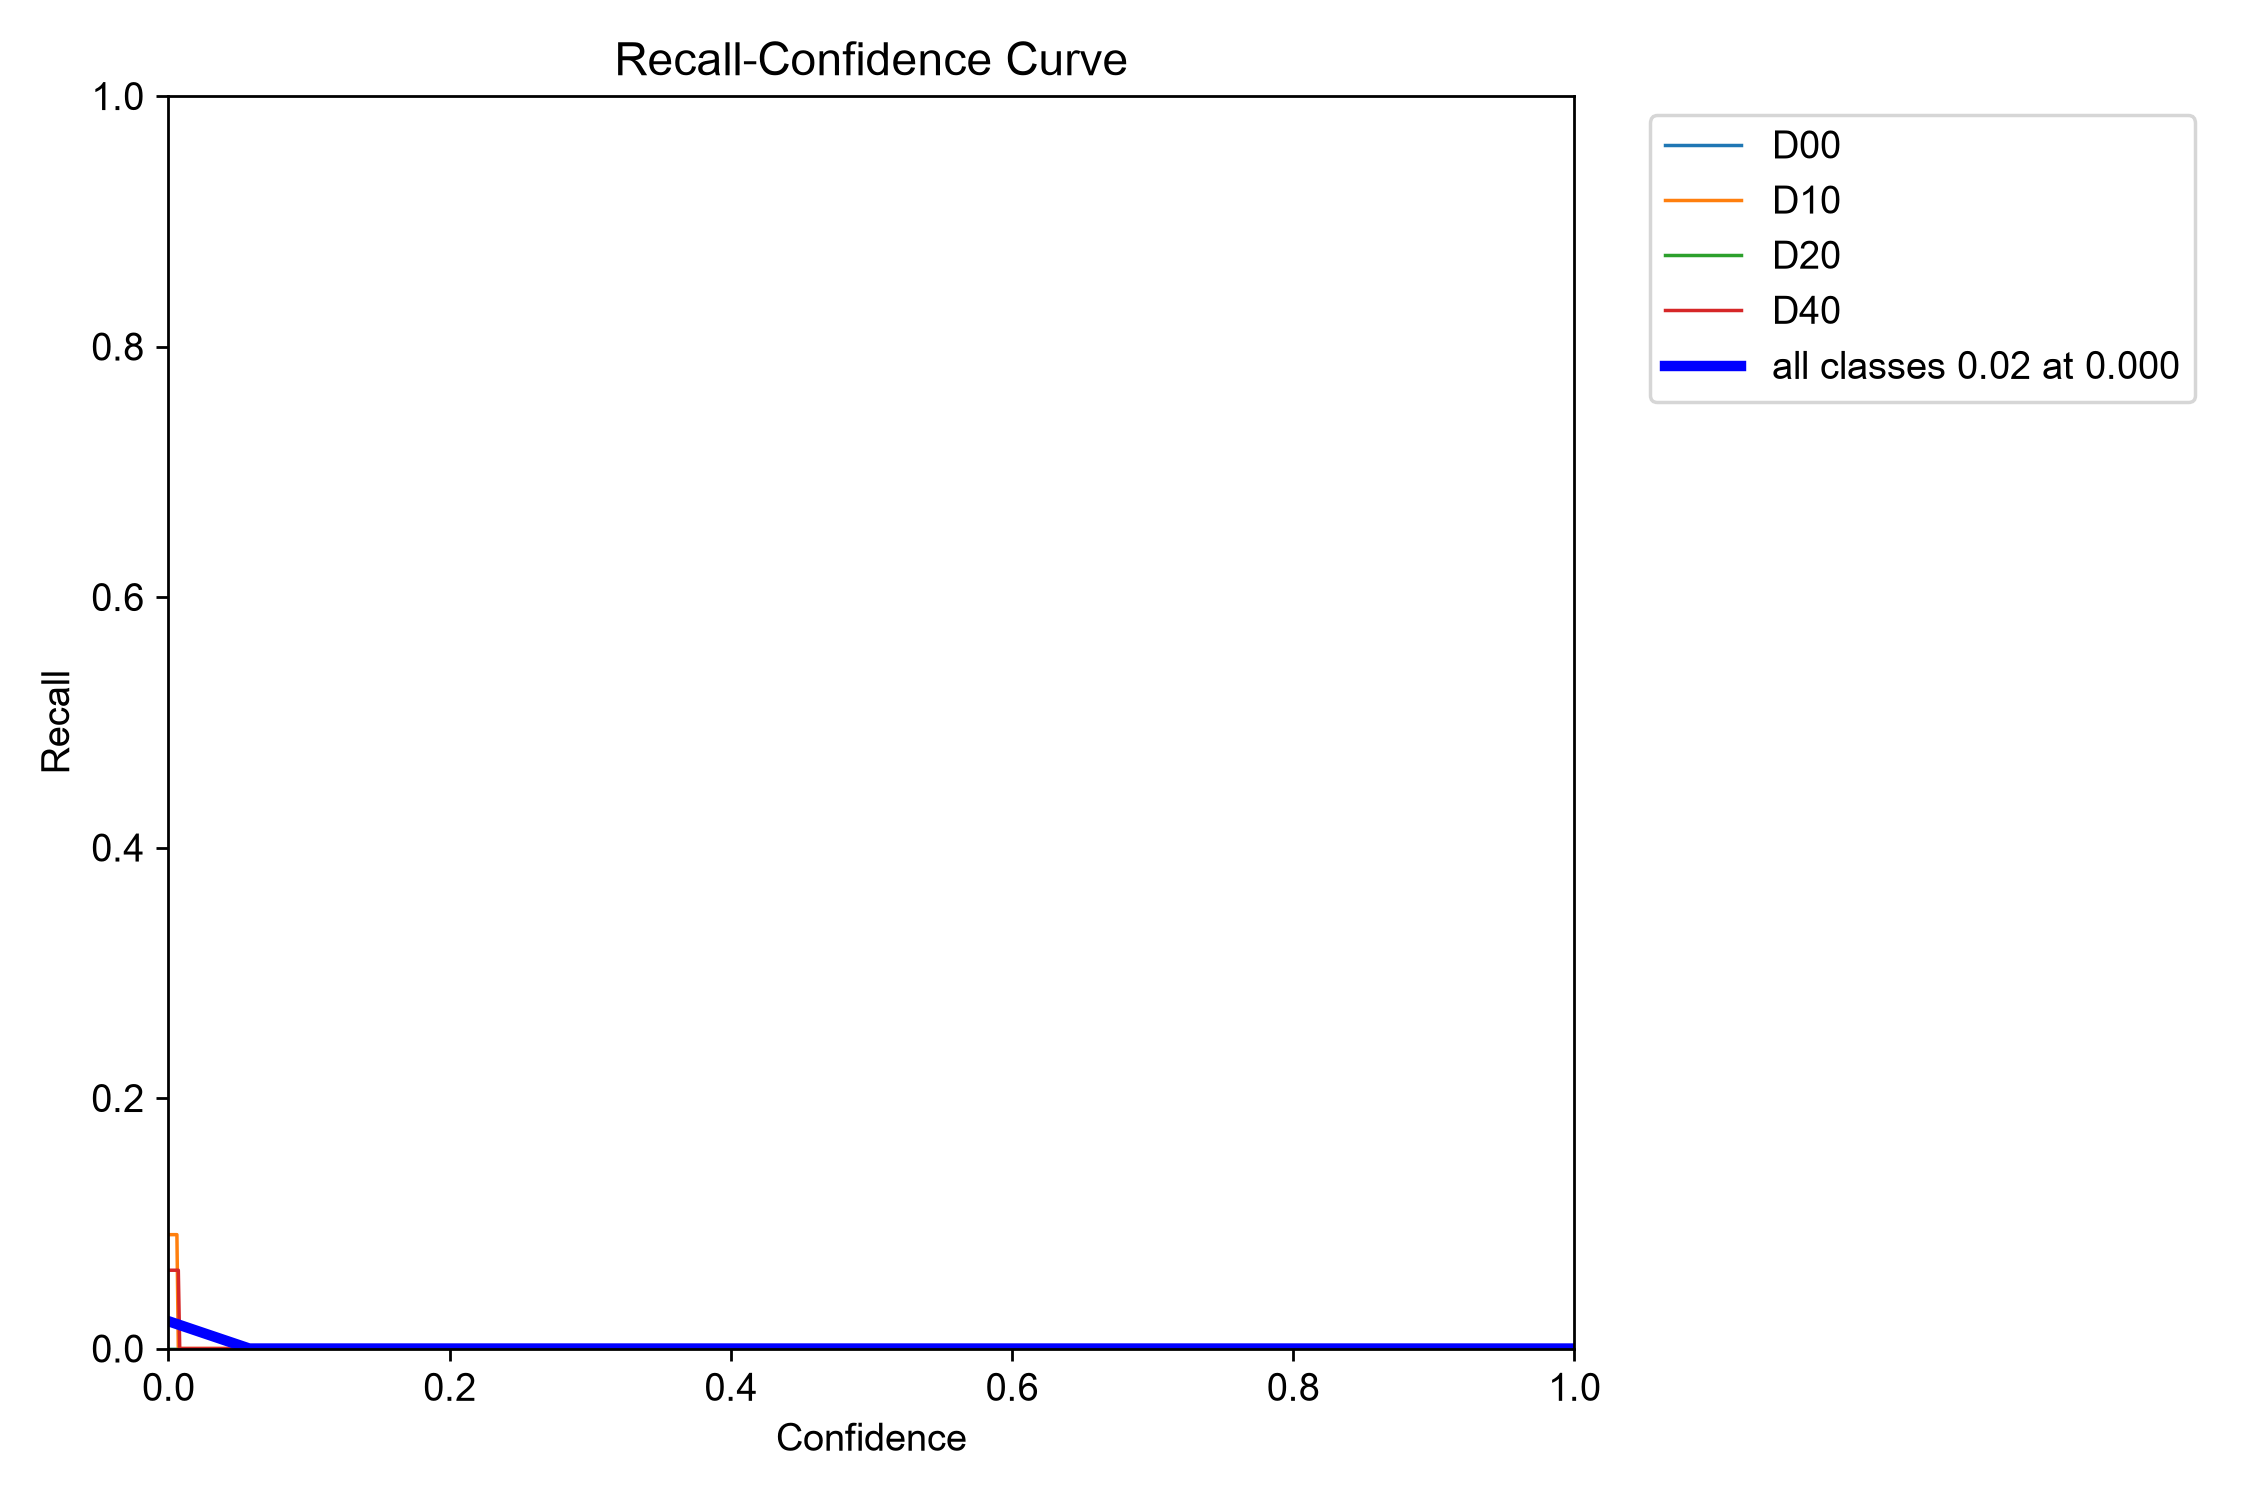 Recall-Confidence Curve
1.0
0.8
0.6
0.4
0.2
0.0
Recall
0.0 0.2 0.4 0.6 0.8 1.0
Confidence
D00
D10
D20
D40
all classes 0.02 at 0.000